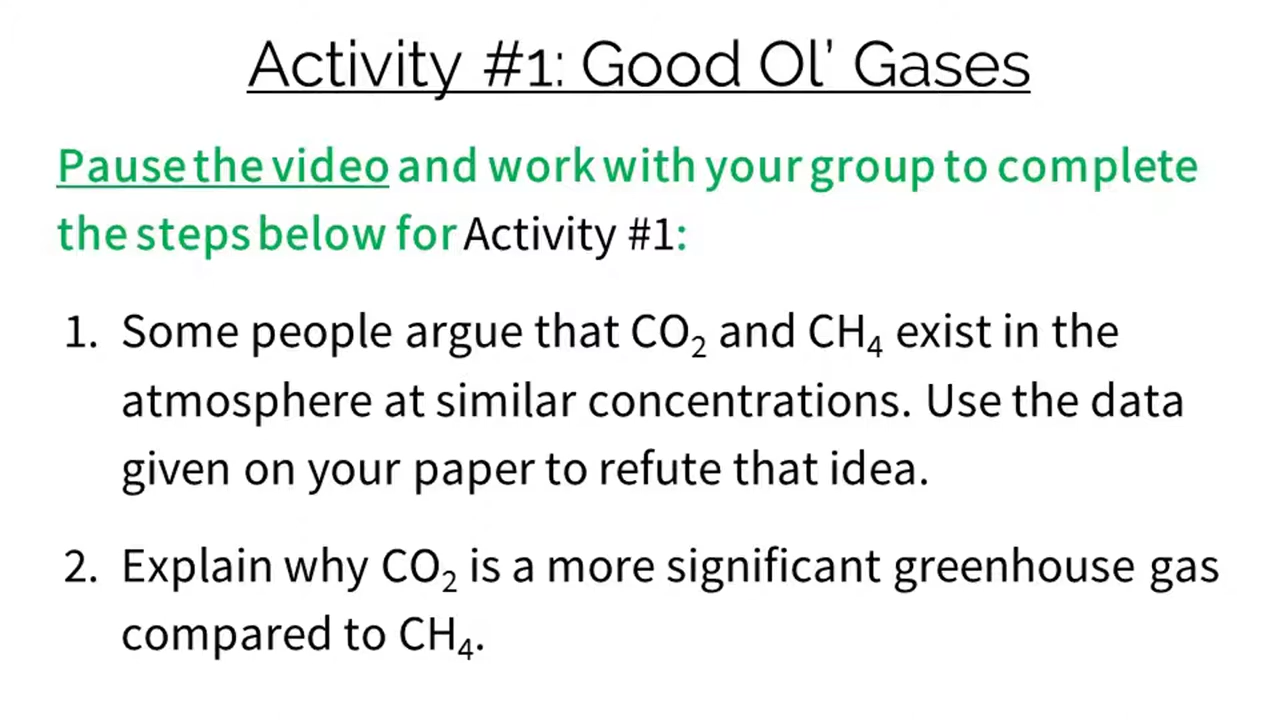 Activity #1: Good Ol’ Gases
Pause the video and work with your group to complete
the steps below for Activity #1:
1. Some people argue that CO₂ and CH₄ exist in the
atmosphere at similar concentrations. Use the data
given on your paper to refute that idea.
2. Explain why CO₂ is a more significant greenhouse gas
compared to CH₄.